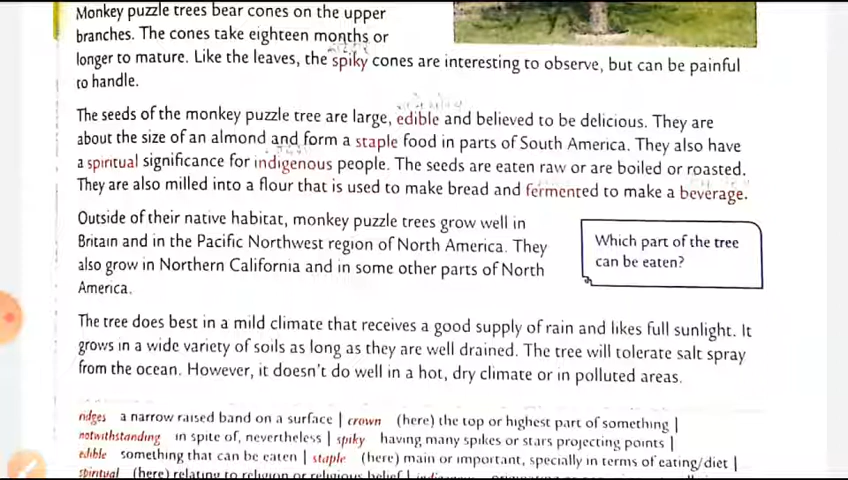 Monkey puzzle trees bear cones on the upper
branches. The cones take eighteen months or
longer to mature. Like the leaves, the spiky cones are interesting to observe, but can be painful
to handle.
The seeds of the monkey puzzle tree are large, edible and believed to be delicious. They are
about the size of an almond and form a staple food in parts of South America. They also have
a spiritual significance for indigenous people. The seeds are eaten raw or are boiled or roasted.
They are also milled into a flour that is used to make bread and fermented to make a beverage.
Outside of their native habitat, monkey puzzle trees grow well in
Britain and in the Pacific Northwest region of North America. They
also grow in Northern California and in some other parts of North
America.
Which part of the tree
can be eaten?
The tree does best in a mild climate that receives a good supply of rain and likes full sunlight. It
grows in a wide variety of soils as long as they are well drained. The tree will tolerate salt spray
from the ocean. However, it doesn't do well in a hot, dry climate or in polluted areas.
ridges a narrow raised band on a surface | crown (here) the top or highest part of something |
notwithstanding in spite of, nevertheless | spiky having many spikes or stars projecting points |
edible something that can be eaten | staple (here) main or important, specially in terms of eating/diet |
spiritual (here) relating to religion or religious belief |